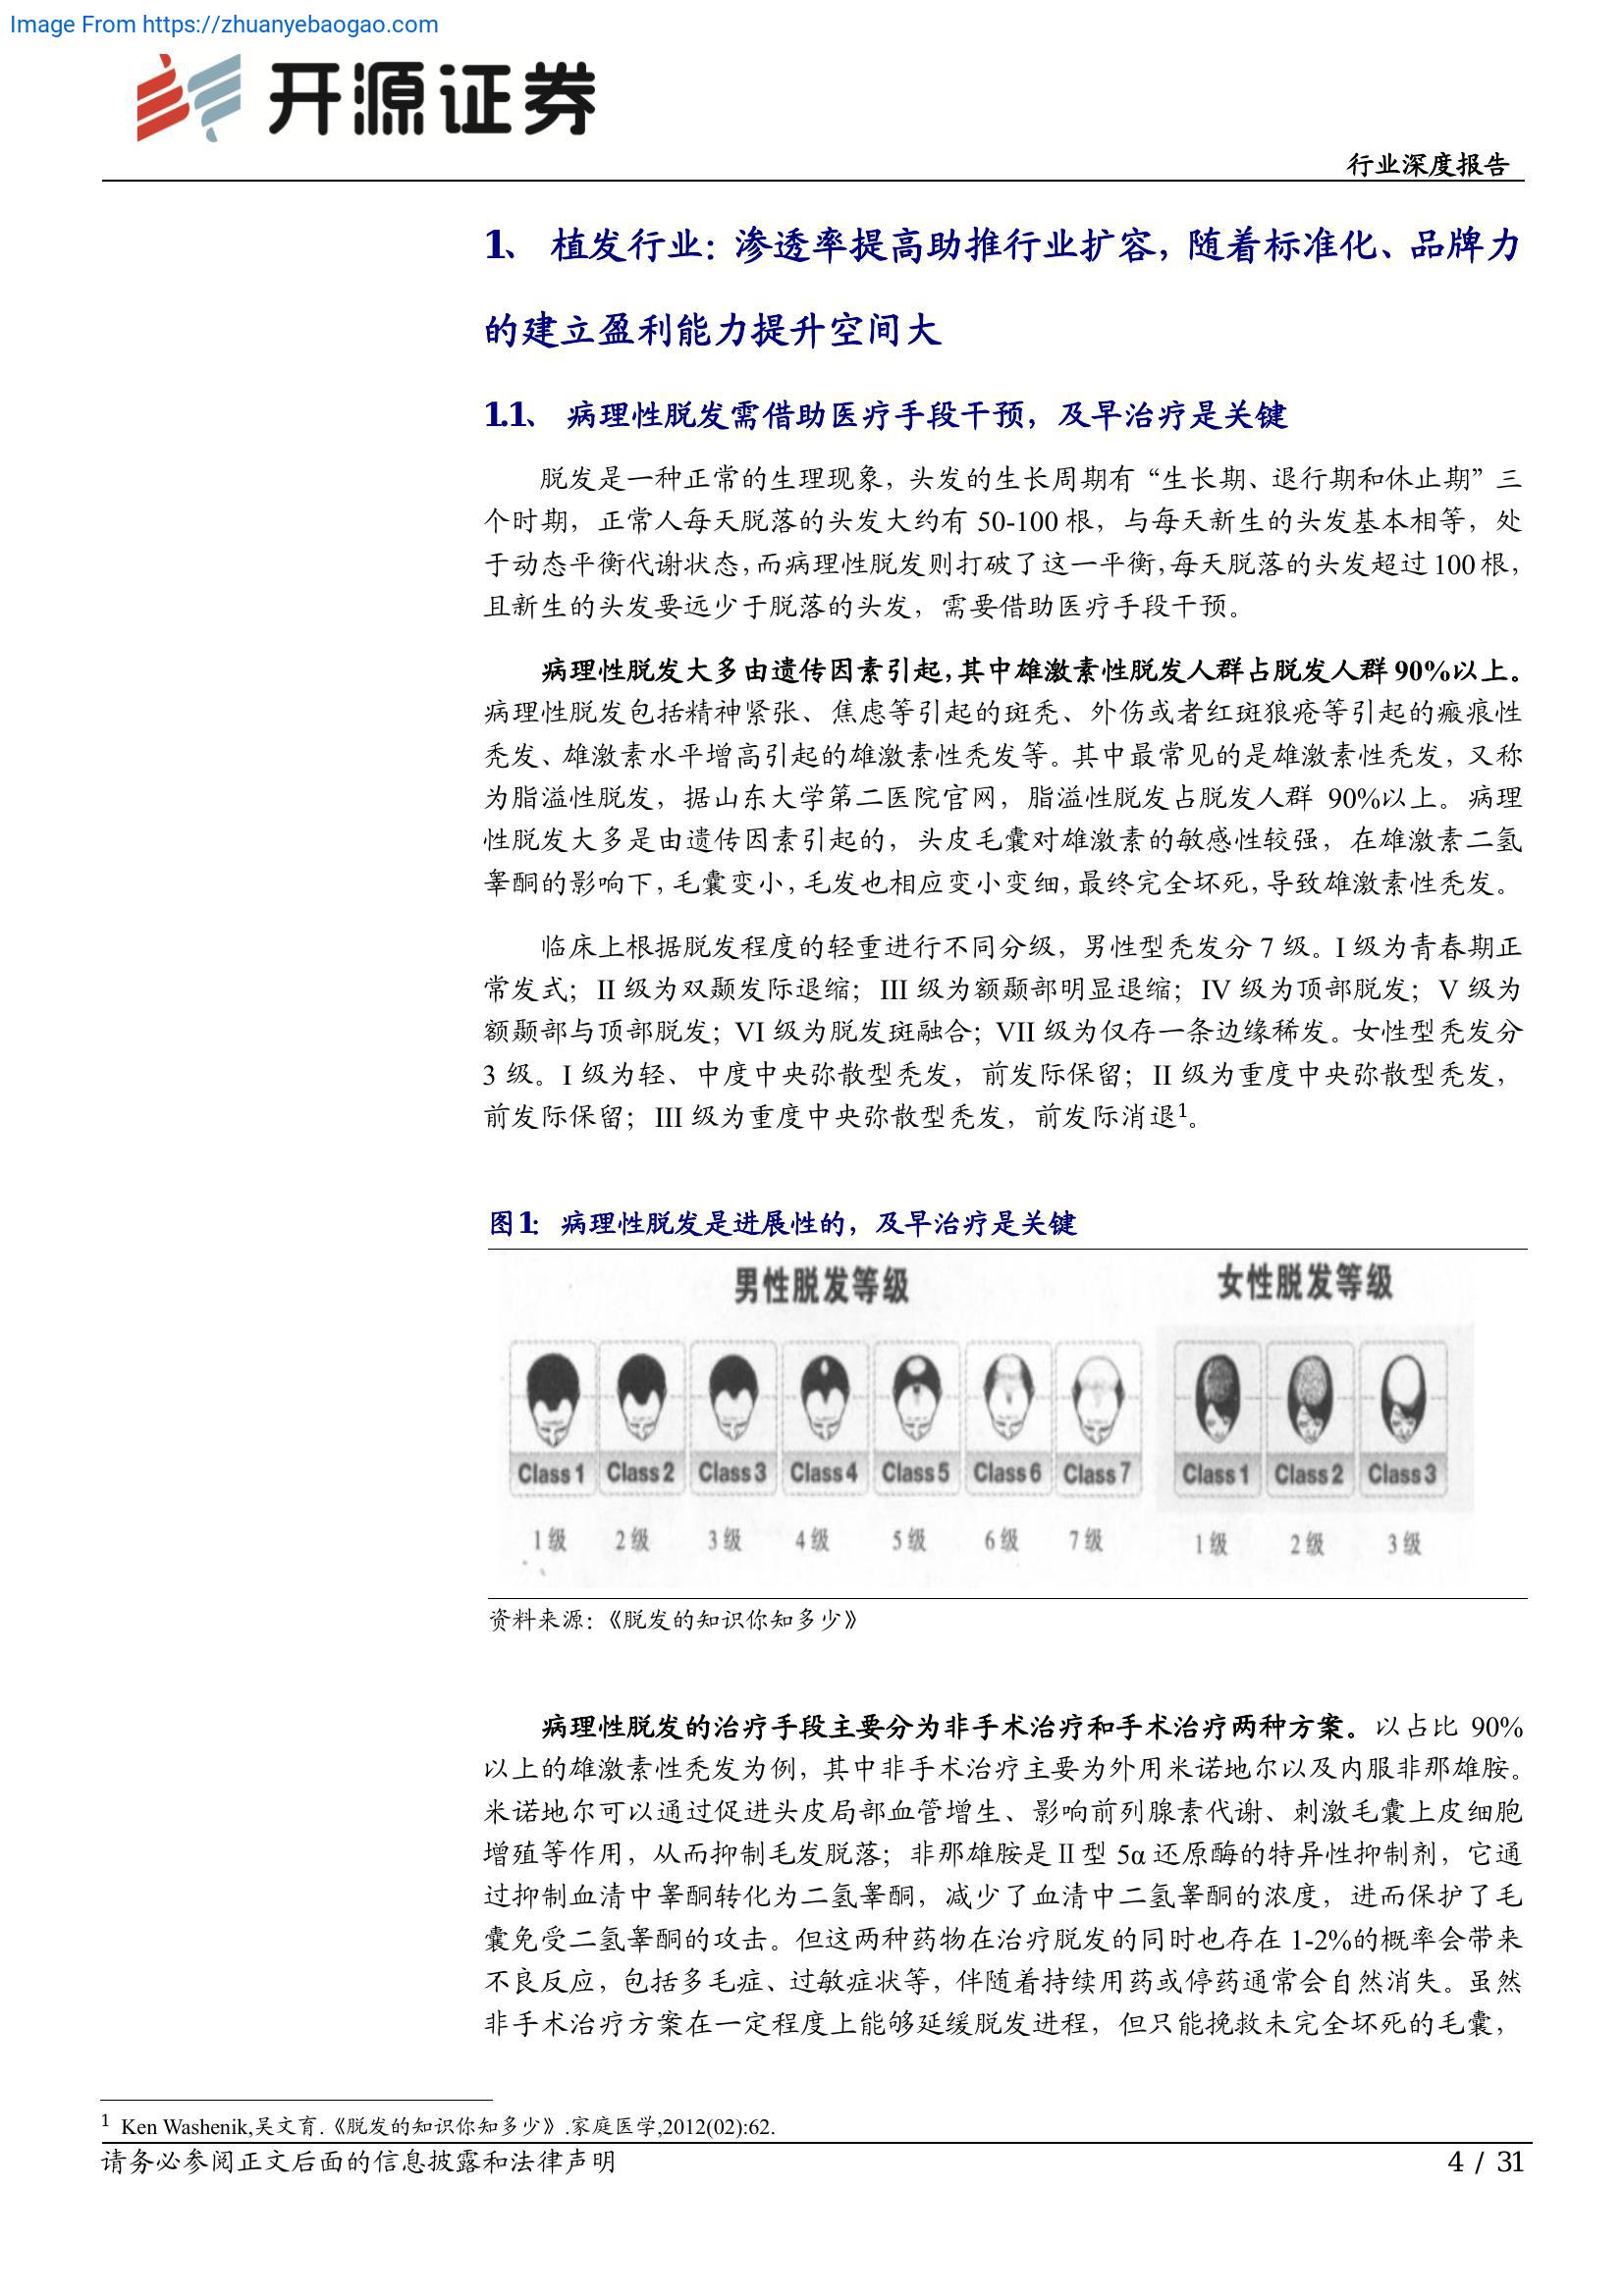 Image From https://zhuanyebaogao.com
开源证券
行业深度报告
1、 植发行业：渗透率提高助推行业扩容，随着标准化、品牌力
的建立盈利能力提升空间大
1.1、 病理性脱发需借助医疗手段干预，及早治疗是关键
脱发是一种正常的生理现象，头发的生长周期有“生长期、退行期和休止期”三
个时期，正常人每天脱落的头发大约有 50-100 根，与每天新生的头发基本相等，处
于动态平衡代谢状态，而病理性脱发则打破了这一平衡，每天脱落的头发超过 100 根，
且新生的头发要远少于脱落的头发，需要借助医疗手段干预。
病理性脱发大多由遗传因素引起，其中雄激素性脱发人群占脱发人群 90%以上。
病理性脱发包括精神紧张、焦虑等引起的斑秃、外伤或者红斑狼疮等引起的瘢痕性
秃发、雄激素水平增高引起的雄激素性秃发等。其中最常见的是雄激素性秃发，又称
为脂溢性脱发，据山东大学第二医院官网，脂溢性脱发占脱发人群 90%以上。病理
性脱发大多是由遗传因素引起的，头皮毛囊对雄激素的敏感性较强，在雄激素二氢
睾酮的影响下，毛囊变小，毛发也相应变小变细，最终完全坏死，导致雄激素性秃发。
临床上根据脱发程度的轻重进行不同分级，男性型秃发分 7 级。I 级为青春期正
常发式；II 级为双颞发际退缩；III 级为额颞部明显退缩；IV 级为顶部脱发；V 级为
额颞部与顶部脱发；VI 级为脱发斑融合；VII 级为仅存一条边缘稀发。女性型秃发分
3 级。I 级为轻、中度中央弥散型秃发，前发际保留；II 级为重度中央弥散型秃发，
前发际保留；III 级为重度中央弥散型秃发，前发际消退1。
图1： 病理性脱发是进展性的，及早治疗是关键
男性脱发等级 女性脱发等级
Class 1 Class 2 Class 3 Class 4 Class 5 Class 6 Class 7 Class 1 Class 2 Class 3
1 级 2 级 3 级 4 级 5 级 6 级 7 级 1 级 2 级 3 级
资料来源：《脱发的知识你知多少》
病理性脱发的治疗手段主要分为非手术治疗和手术治疗两种方案。以占比 90%
以上的雄激素性秃发为例，其中非手术治疗主要为外用米诺地尔以及内服非那雄胺。
米诺地尔可以通过促进头皮局部血管增生、影响前列腺素代谢、刺激毛囊上皮细胞
增殖等作用，从而抑制毛发脱落；非那雄胺是Ⅱ型 5α 还原酶的特异性抑制剂，它通
过抑制血清中睾酮转化为二氢睾酮，减少了血清中二氢睾酮的浓度，进而保护了毛
囊免受二氢睾酮的攻击。但这两种药物在治疗脱发的同时也存在 1-2%的概率会带来
不良反应，包括多毛症、过敏症状等，伴随着持续用药或停药通常会自然消失。虽然
非手术治疗方案在一定程度上能够延缓脱发进程，但只能挽救未完全坏死的毛囊，
1 Ken Washenik,吴文育.《脱发的知识你知多少》.家庭医学,2012(02):62.
请务必参阅正文后面的信息披露和法律声明 4 / 31